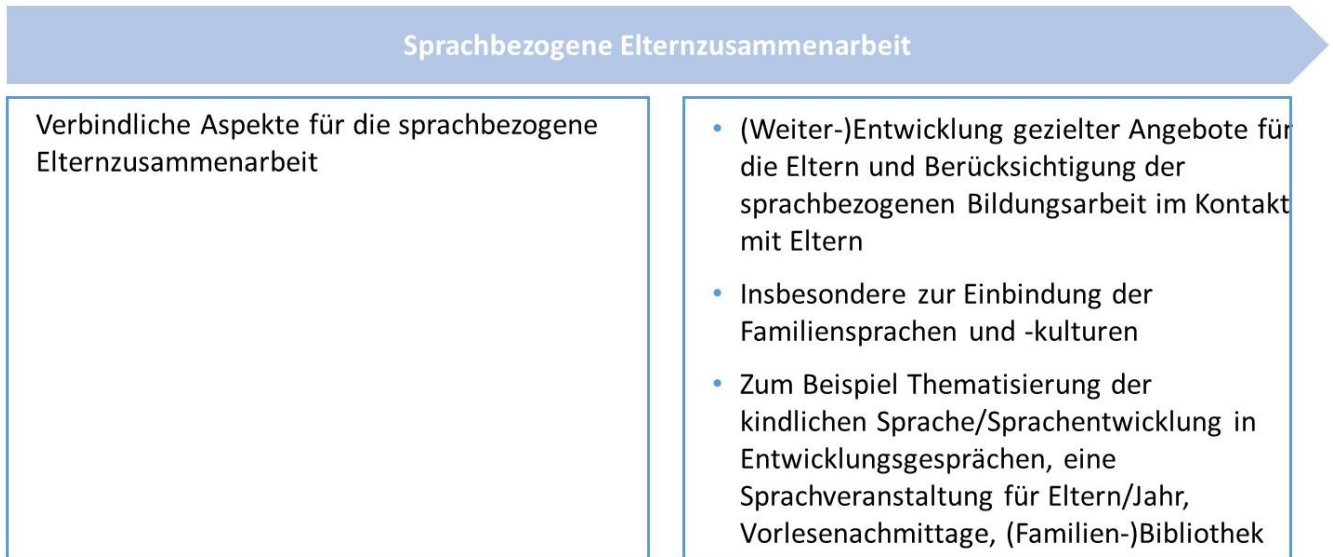 Sprachbezogene Elternzusammenarbeit
Verbindliche Aspekte für die sprachbezogene
Elternzusammenarbeit
• (Weiter-)Entwicklung gezielter Angebote für
die Eltern und Berücksichtigung der
sprachbezogenen Bildungsarbeit im Kontakt
mit Eltern
• Insbesondere zur Einbindung der
Familiensprachen und -kulturen
• Zum Beispiel Thematisierung der
kindlichen Sprache/Sprachentwicklung in
Entwicklungsgesprächen, eine
Sprachveranstaltung für Eltern/Jahr,
Vorlesenachmittage, (Familien-)Bibliothek